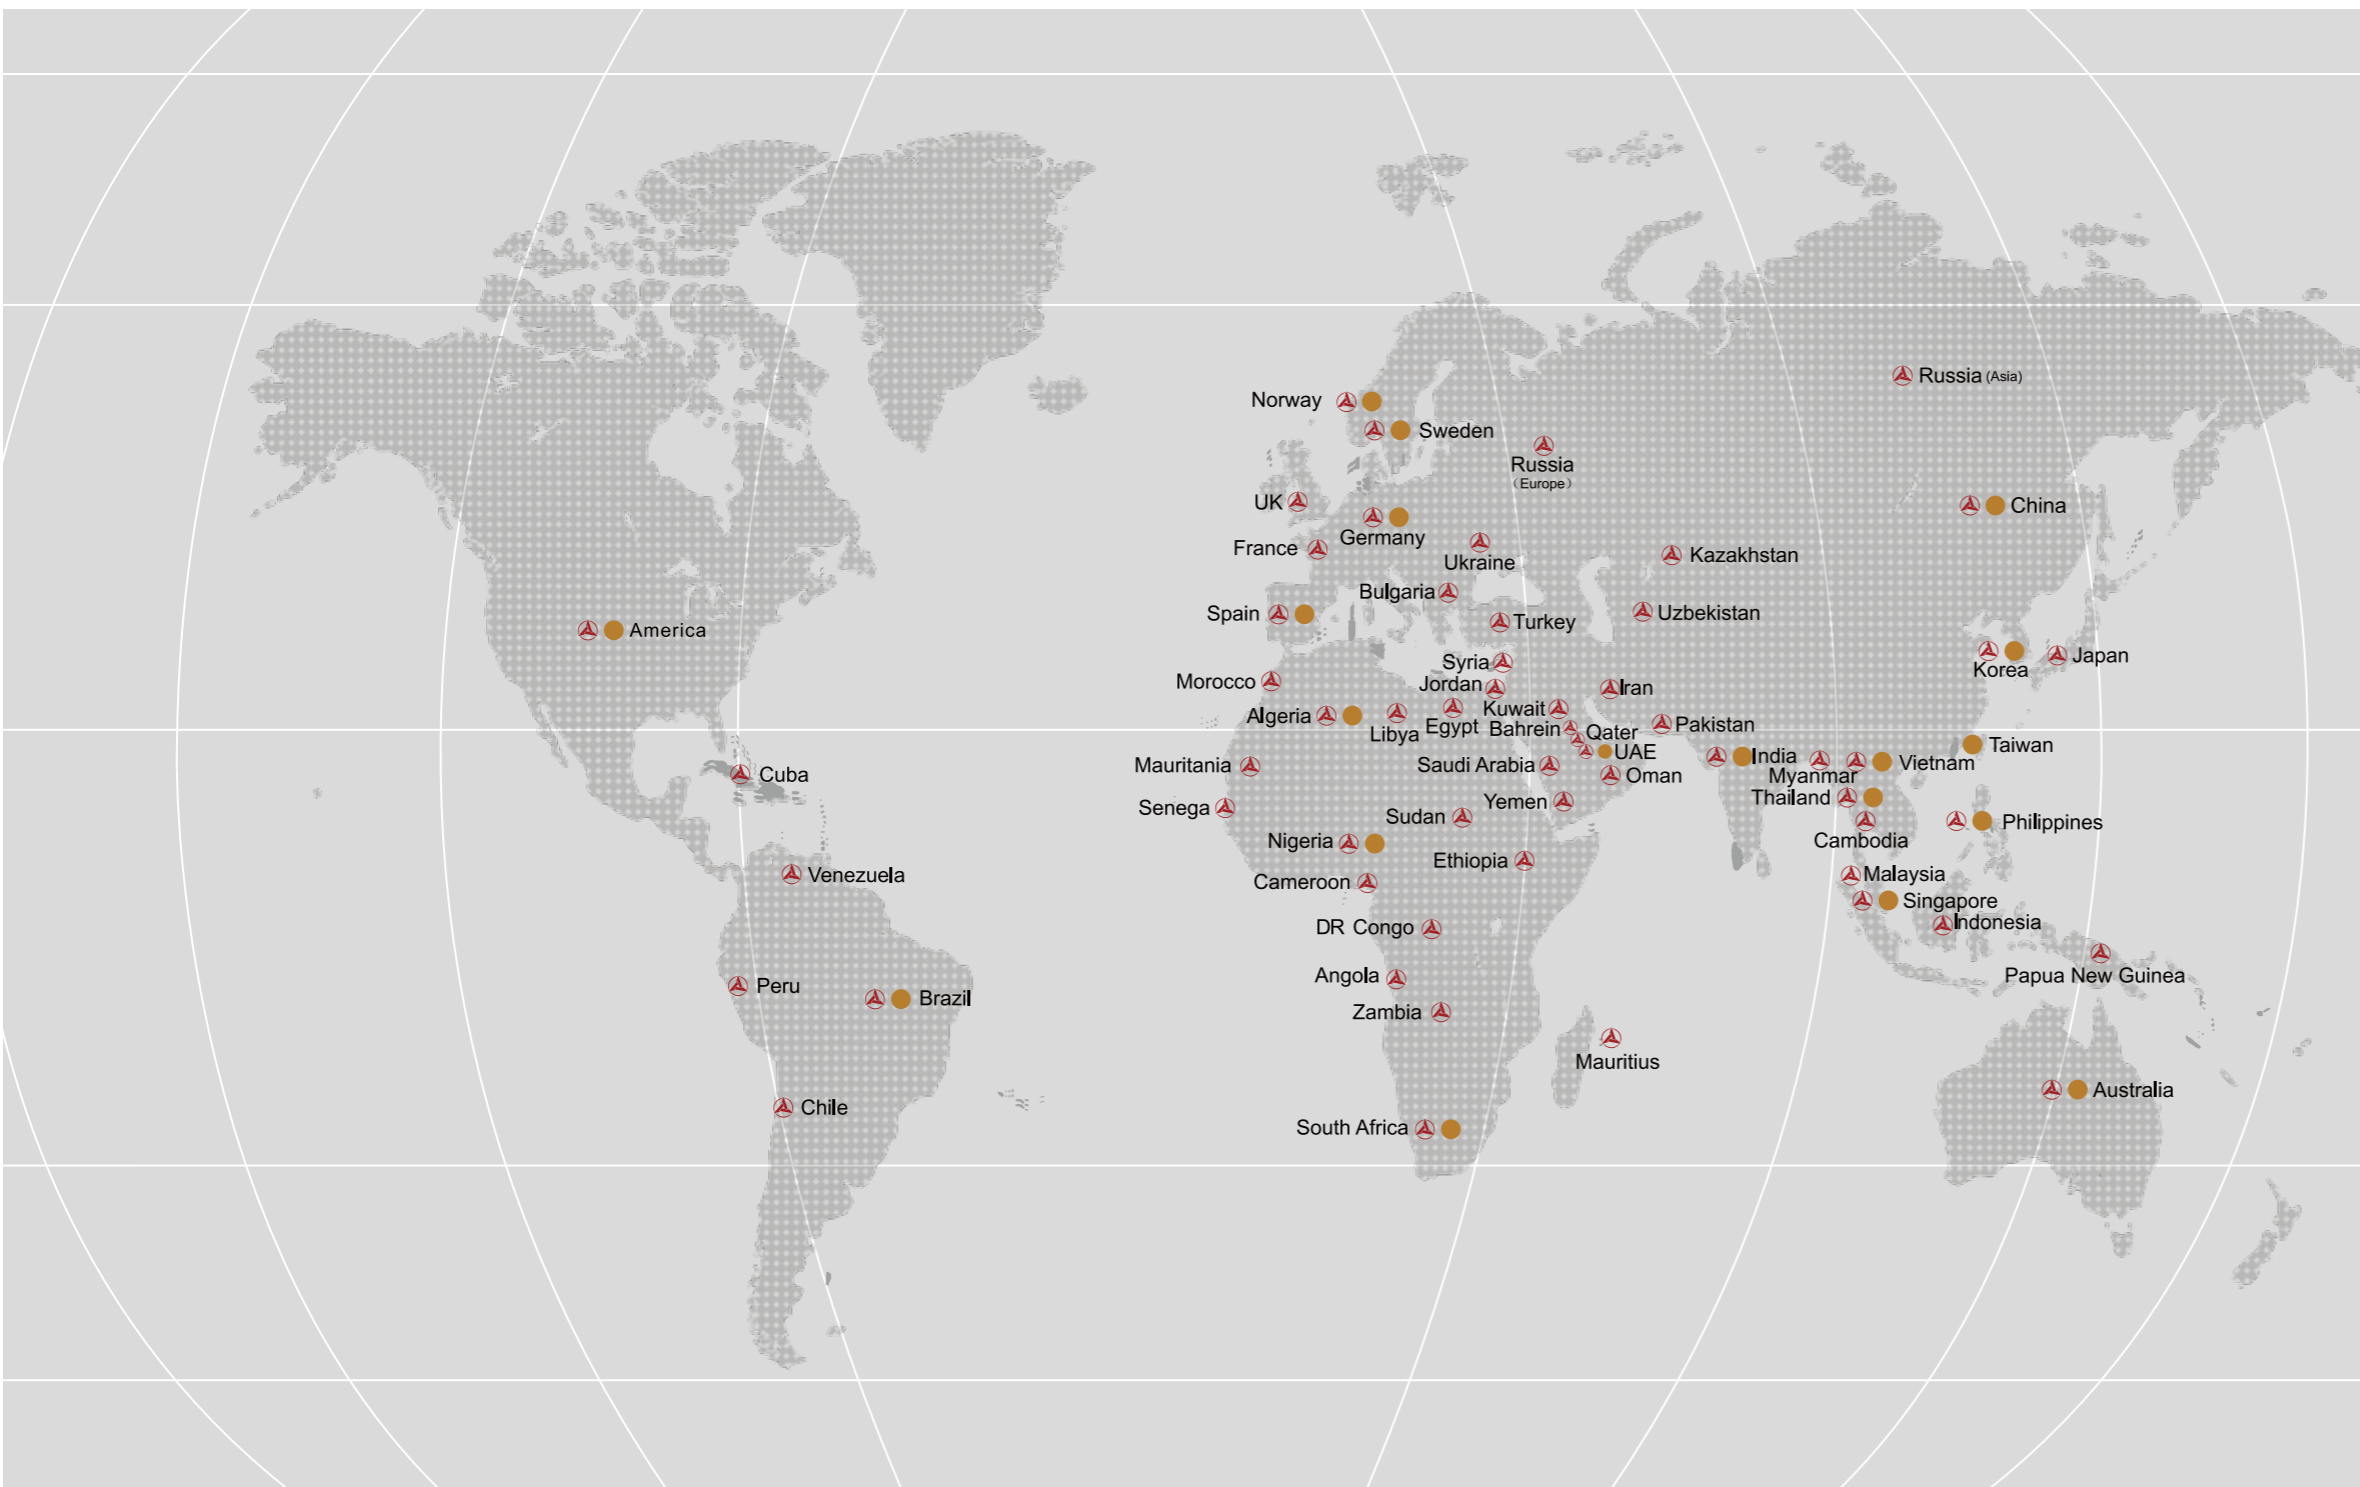 Russia (Asia)
Norway
Sweden
Russia
(Europe)
UK
China
Germany
France
Ukraine
Kazakhstan
Bulgaria
Spain
Uzbekistan
Turkey
America
Syria
Korea
Japan
Morocco
Jordan
Iran
Algeria
Libya
Egypt
Kuwait
Bahrein
Qater
Pakistan
UAE
India
Taiwan
Mauritania
Saudi Arabia
Oman
Myanmar
Vietnam
Cuba
Thailand
Senega
Yemen
Sudan
Philippines
Nigeria
Cambodia
Ethiopia
Venezuela
Cameroon
Malaysia
Singapore
DR Congo
Indonesia
Angola
Papua New Guinea
Peru
Brazil
Zambia
Mauritius
Australia
Chile
South Africa